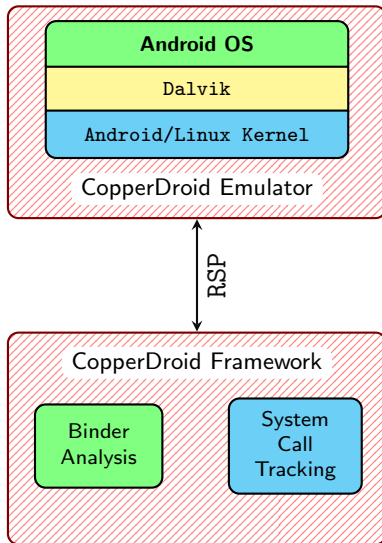 Android OS
Dalvik
Android/Linux Kernel
CopperDroid Emulator
RSP
CopperDroid Framework
Binder
Analysis
System
Call
Tracking